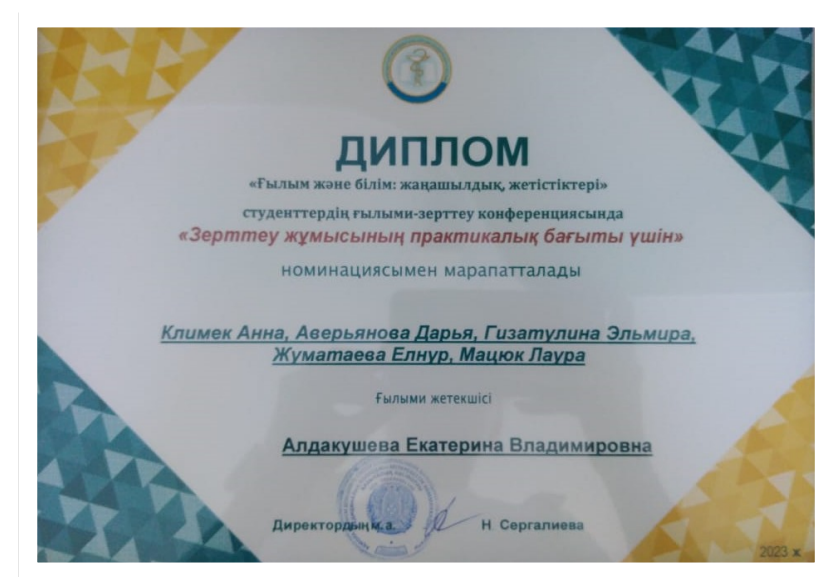 ДИПЛОМ
«Ғылым және білім: жаңашылдық, жетістіктері»
студенттердің ғылыми-зерттеу конференциясында
«Зерттеу жұмысының практикалық бағыты үшін»
номинациясымен марапатталады
Климек Анна, Аверьянова Дарья, Гизатулина Эльмира,
Жуматаева Елнур, Мацюк Лаура
Ғылыми жетекшісі
Алдакушева Екатерина Владимировна
Директордың м.а. Н Сергалиева
2023 ж